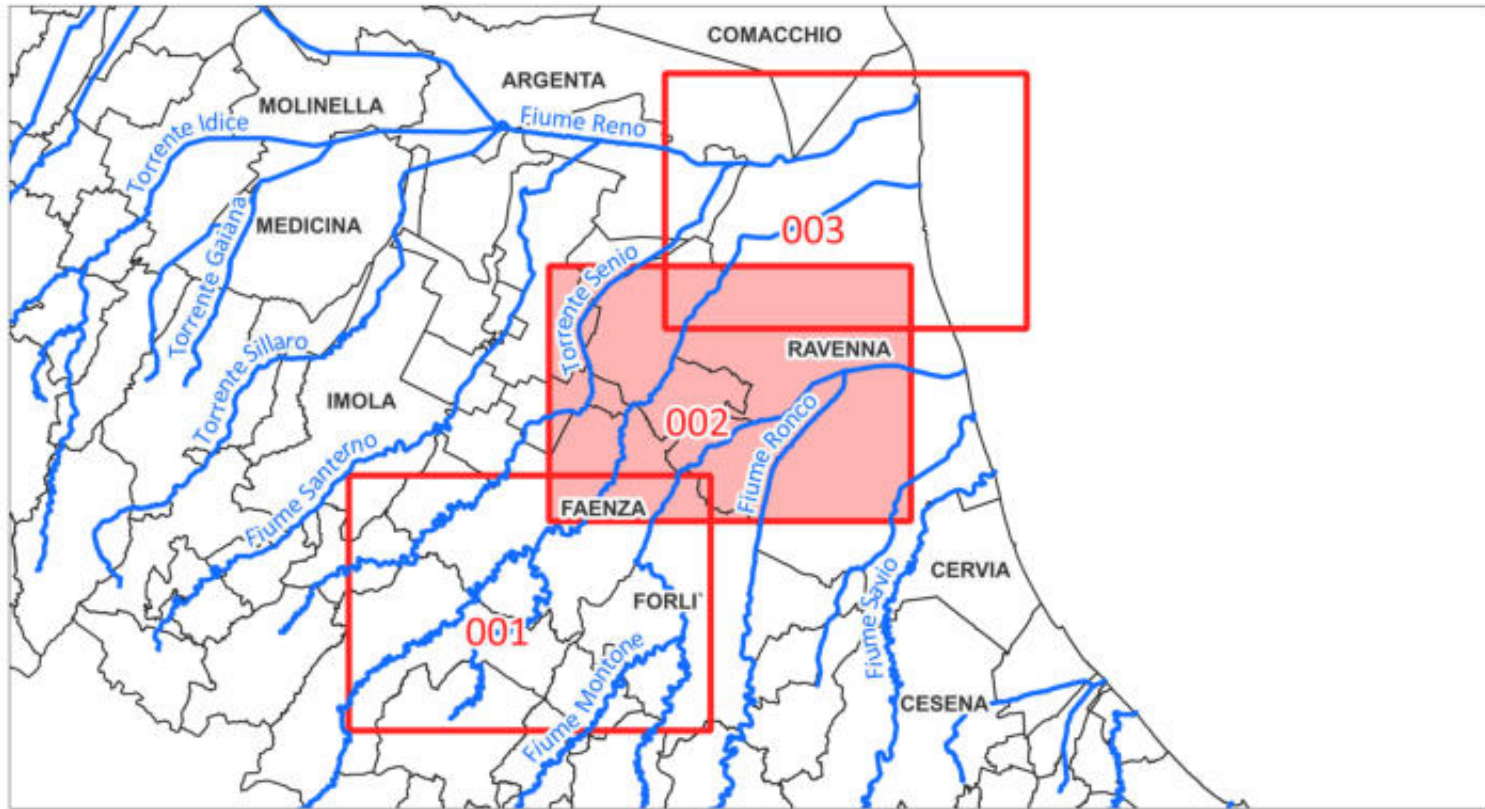 COMACCHIO
ARGENTA
MOLINELLA
Fiume Reno
Torrente Idice
MEDICINA
Torrente Gaiana
003
Torrente Senio
Torrente Sillaro
RAVENNA
IMOLA
002
Fiume Ronco
Fiume Santerno
FAENZA
CERVIA
Fiume Savio
FORLI`
001
Fiume Montone
CESENA